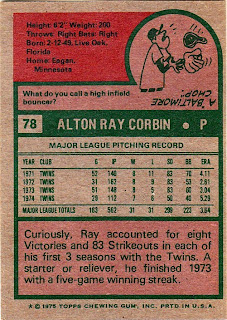 Height: 6'2" Weight: 200
Throws: Right Bats: Right
Born: 2-12-49, Live Oak,
Florida
Home: Eagan,
Minnesota
What do you call a high infield
bouncer?
A BALTIMORE
CHOP!
78 ALTON RAY CORBIN • P
MAJOR LEAGUE PITCHING RECORD
YEAR CLUB G IP W L SO BB ERA
1971 TWINS 52 140 8 11 83 70 4.11
1972 TWINS 31 162 8 9 83 53 2.61
1973 TWINS 51 148 8 5 83 60 3.04
1974 TWINS 29 112 7 6 50 40 5.30
MAJOR LEAGUE TOTALS 163 562 31 31 299 223 3.64
Curiously, Ray accounted for eight
Victories and 83 Strikeouts in each of
his first 3 seasons with the Twins. A
starter or reliever, he finished 1973
with a five-game winning streak.
★ © 1975 TOPPS CHEWING GUM, INC. PRTD. IN U.S.A.